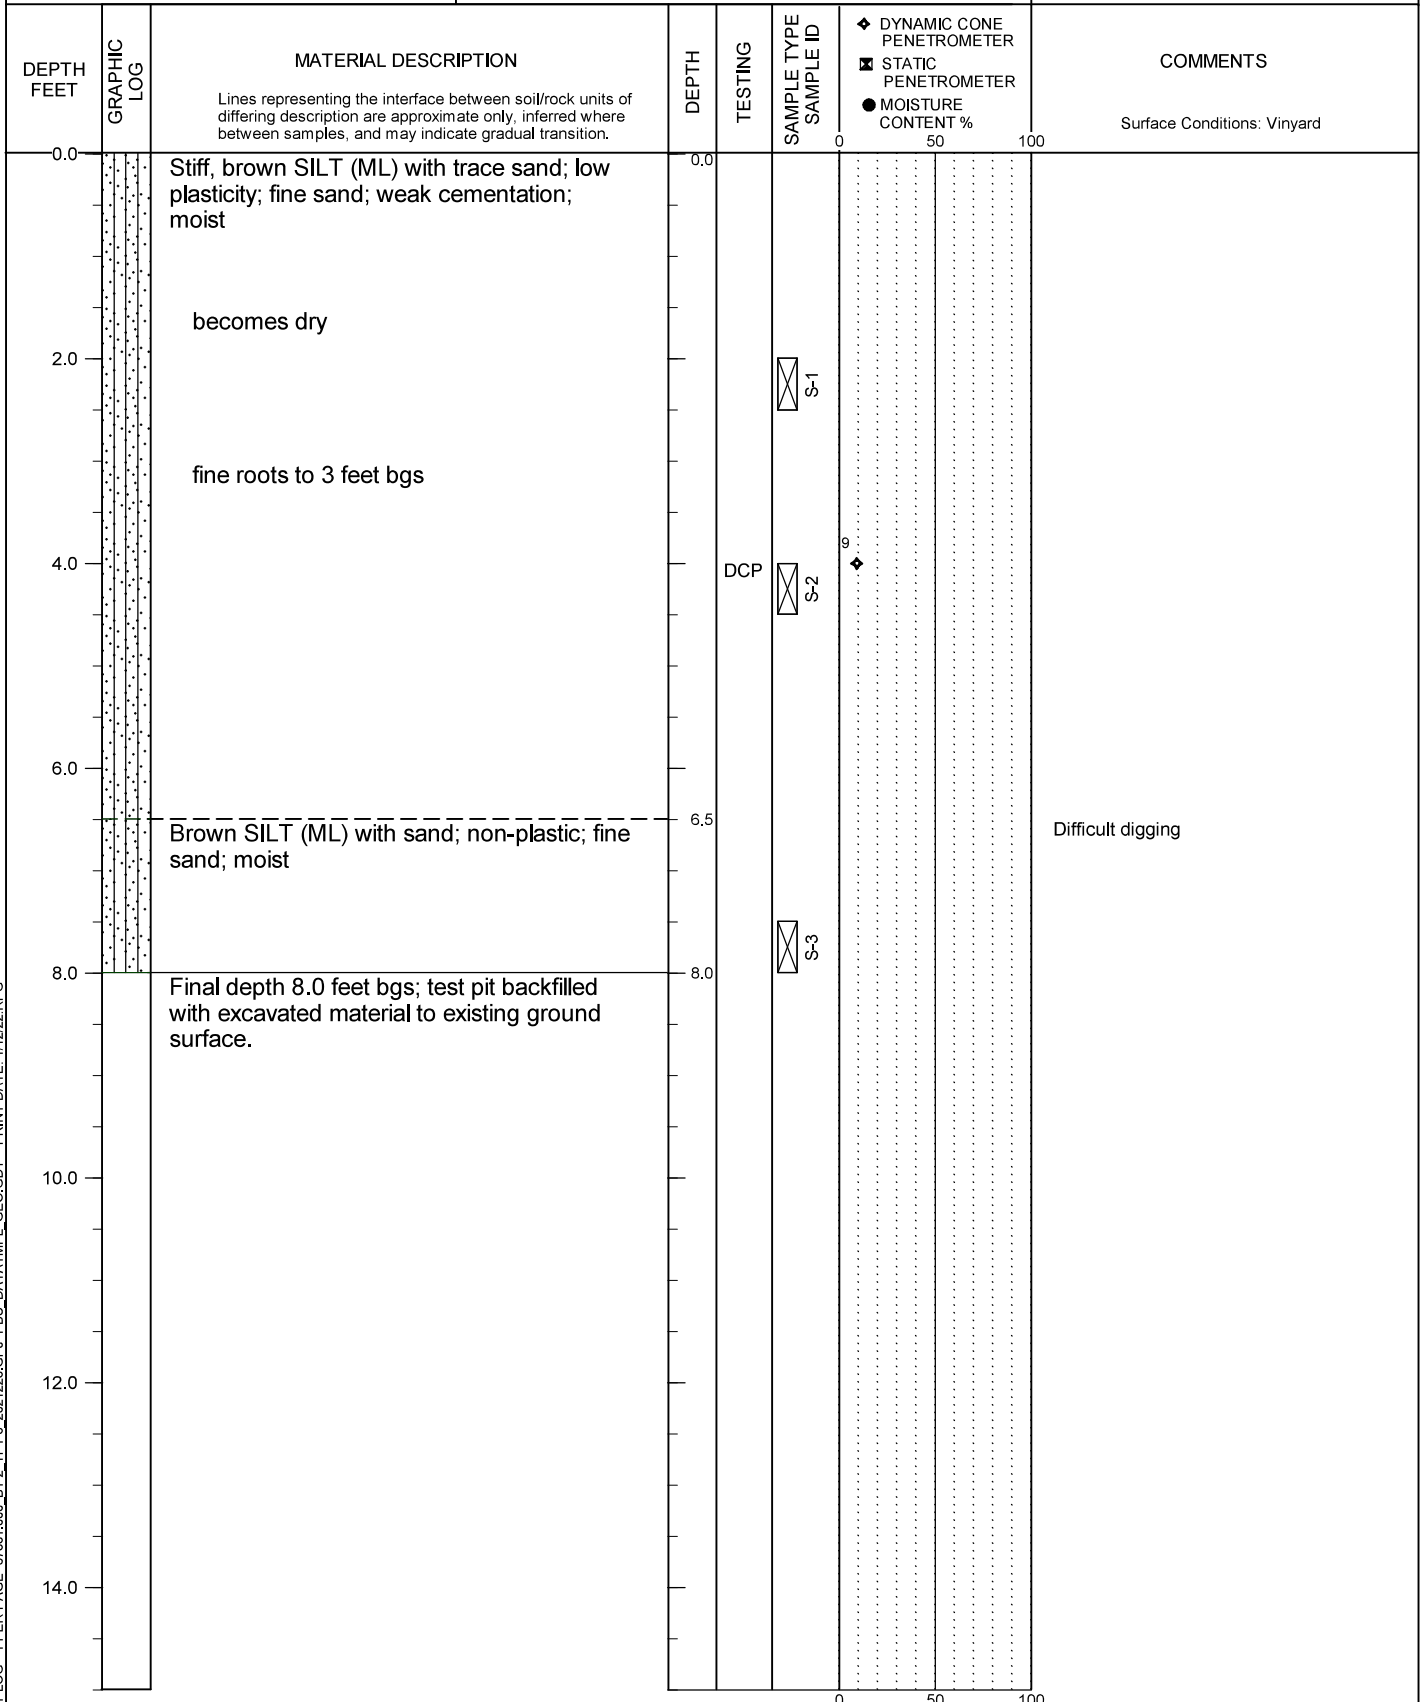 DEPTH
FEET
GRAPHIC
LOG
MATERIAL DESCRIPTION
Lines representing the interface between soil/rock units of
differing description are approximate only, inferred where
between samples, and may indicate gradual transition.
DEPTH
TESTING
SAMPLE TYPE
SAMPLE ID
DYNAMIC CONE
PENETROMETER
STATIC
PENETROMETER
MOISTURE
CONTENT %
0 50 100
COMMENTS
Surface Conditions: Vinyard
0.0
Stiff, brown SILT (ML) with trace sand; low
plasticity; fine sand; weak cementation;
moist
0.0
becomes dry
2.0
S-1
fine roots to 3 feet bgs
4.0
DCP
S-2
9
6.0
6.5
Brown SILT (ML) with sand; non-plastic; fine
sand; moist
Difficult digging
S-3
8.0
8.0
Final depth 8.0 feet bgs; test pit backfilled
with excavated material to existing ground
surface.
10.0
12.0
14.0
0 50 100